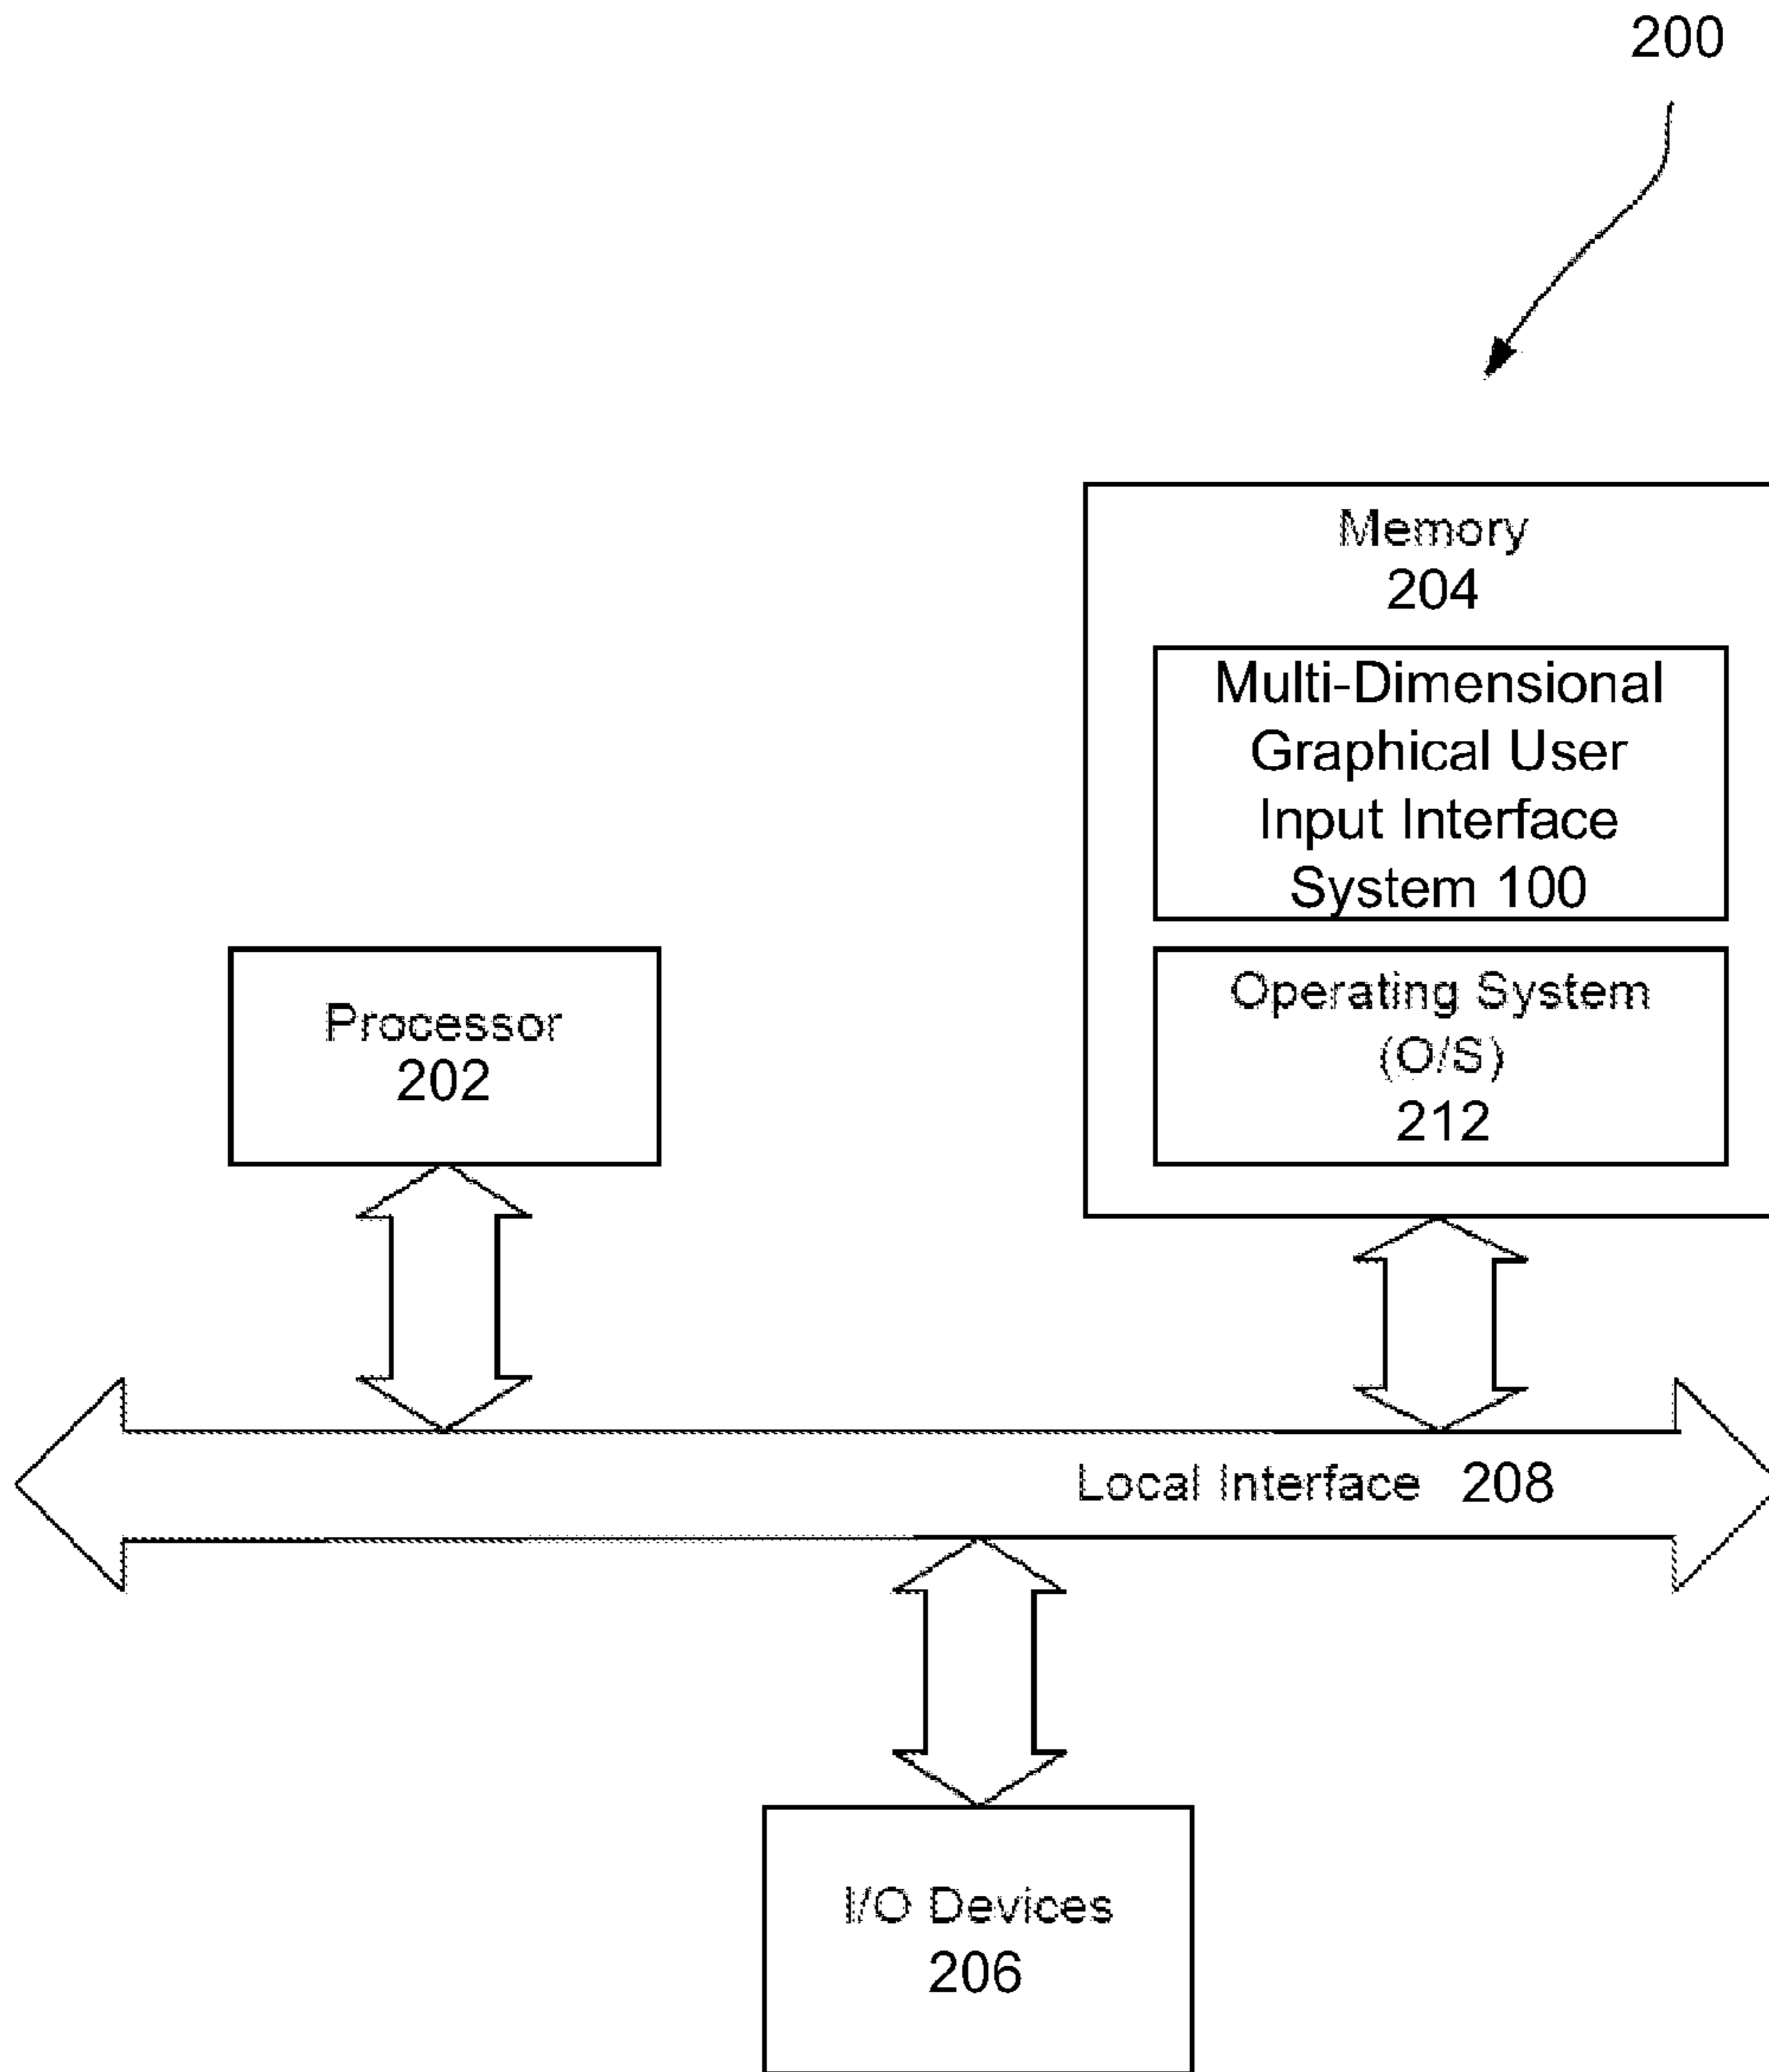 200
Memory
204
Multi-Dimensional
Graphical User
Input Interface
System 100
Operating System
(O/S)
212
Processor
202
Local Interface 208
I/O Devices
206